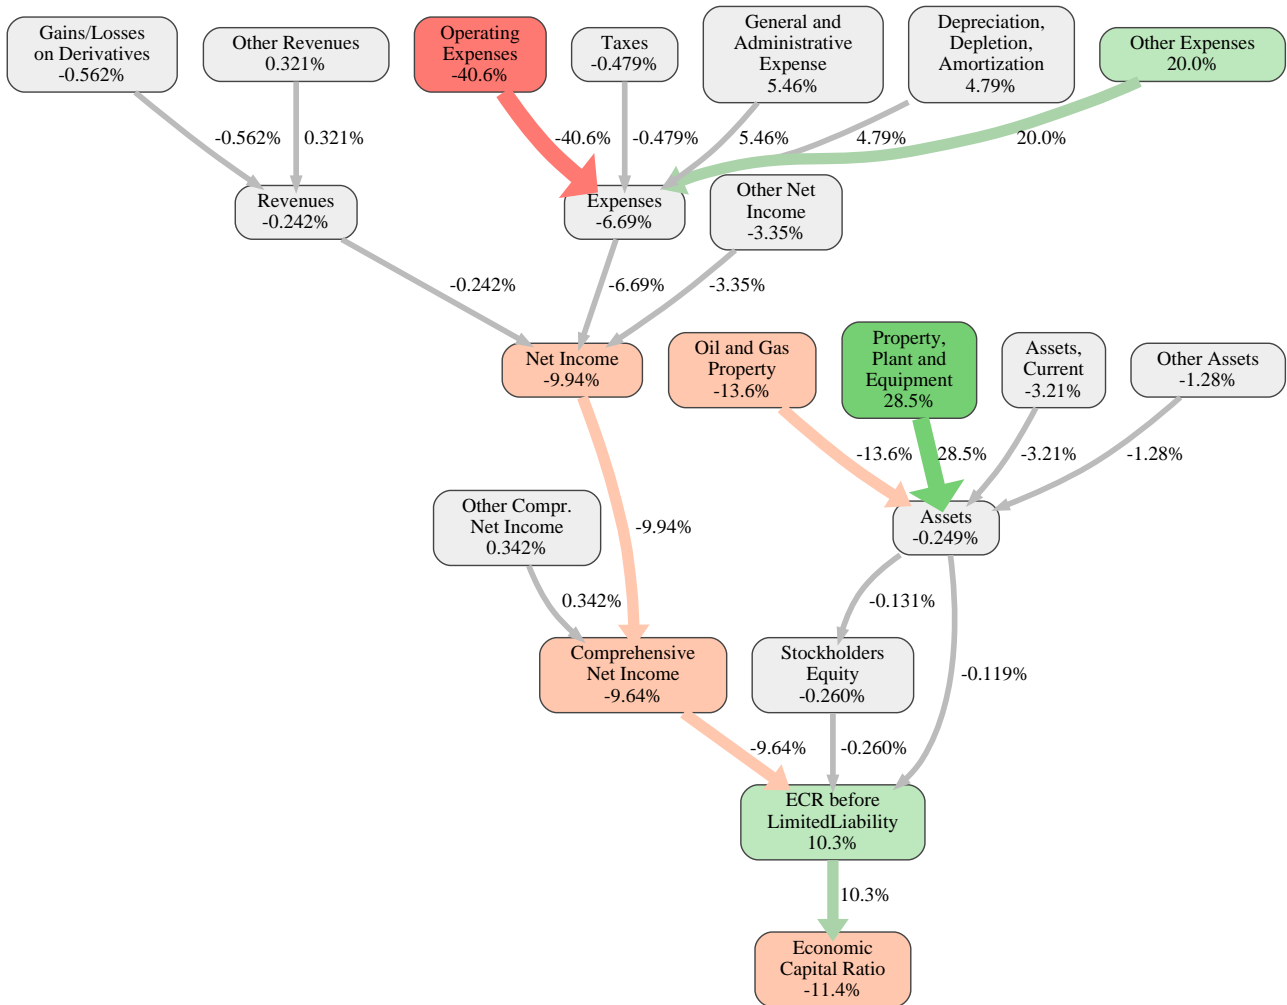 Gains/Losses
on Derivatives
-0.562%
Other Revenues
0.321%
Operating
Expenses
-40.6%
Taxes
-0.479%
General and
Administrative
Expense
5.46%
Depreciation,
Depletion,
Amortization
4.79%
Other Expenses
20.0%
-0.562%
0.321%
-40.6%
-0.479%
5.46%
4.79%
20.0%
Revenues
-0.242%
Expenses
-6.69%
Other Net
Income
-3.35%
-0.242%
-6.69%
-3.35%
Net Income
-9.94%
Oil and Gas
Property
-13.6%
Property,
Plant and
Equipment
28.5%
Assets,
Current
-3.21%
Other Assets
-1.28%
-13.6%
28.5%
-3.21%
-1.28%
Other Compr.
Net Income
0.342%
-9.94%
Assets
-0.249%
0.342%
-0.131%
-0.119%
Comprehensive
Net Income
-9.64%
Stockholders
Equity
-0.260%
-9.64%
-0.260%
ECR before
LimitedLiability
10.3%
10.3%
Economic
Capital Ratio
-11.4%